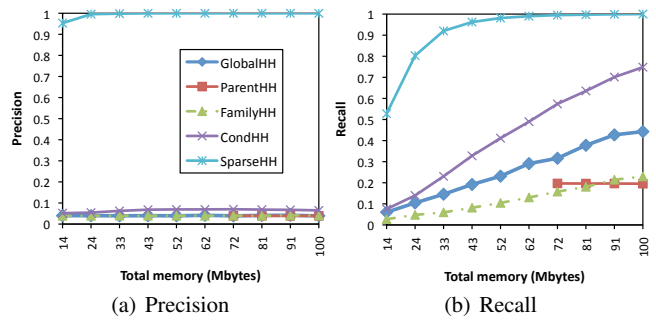 1
0.9
0.8
0.7
0.6
0.5
0.4
0.3
0.2
0.1
0
Precision
GlobalHH
ParentHH
FamilyHH
CondHH
SparseHH
14 24 33 43 52 62 72 81 91 100
Total memory (Mbytes)
(a) Precision
1
0.9
0.8
0.7
0.6
0.5
0.4
0.3
0.2
0.1
0
Recall
14 24 33 43 52 62 72 81 91 100
Total memory (Mbytes)
(b) Recall